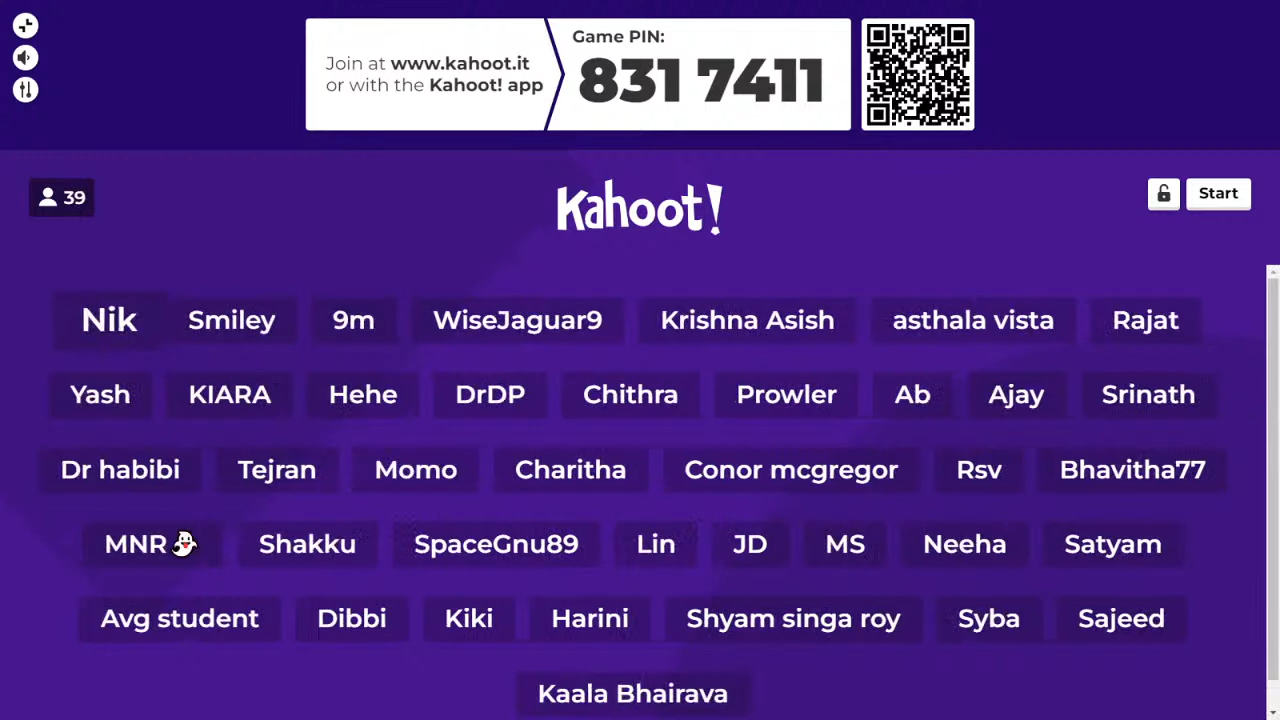 Join at www.kahoot.it
or with the Kahoot! app
Game PIN:
831 7411
39
Kahoot!
Start
Nik Smiley 9m WiseJaguar9 Krishna Asish asthala vista Rajat
Yash KIARA Hehe DrDP Chithra Prowler Ab Ajay Srinath
Dr habibi Tejran Momo Charitha Conor mcgregor Rsv Bhavitha77
MNR👻 Shakku SpaceGnu89 Lin JD MS Neeha Satyam
Avg student Dibbi Kiki Harini Shyam singa roy Syba Sajeed
Kaala Bhairava